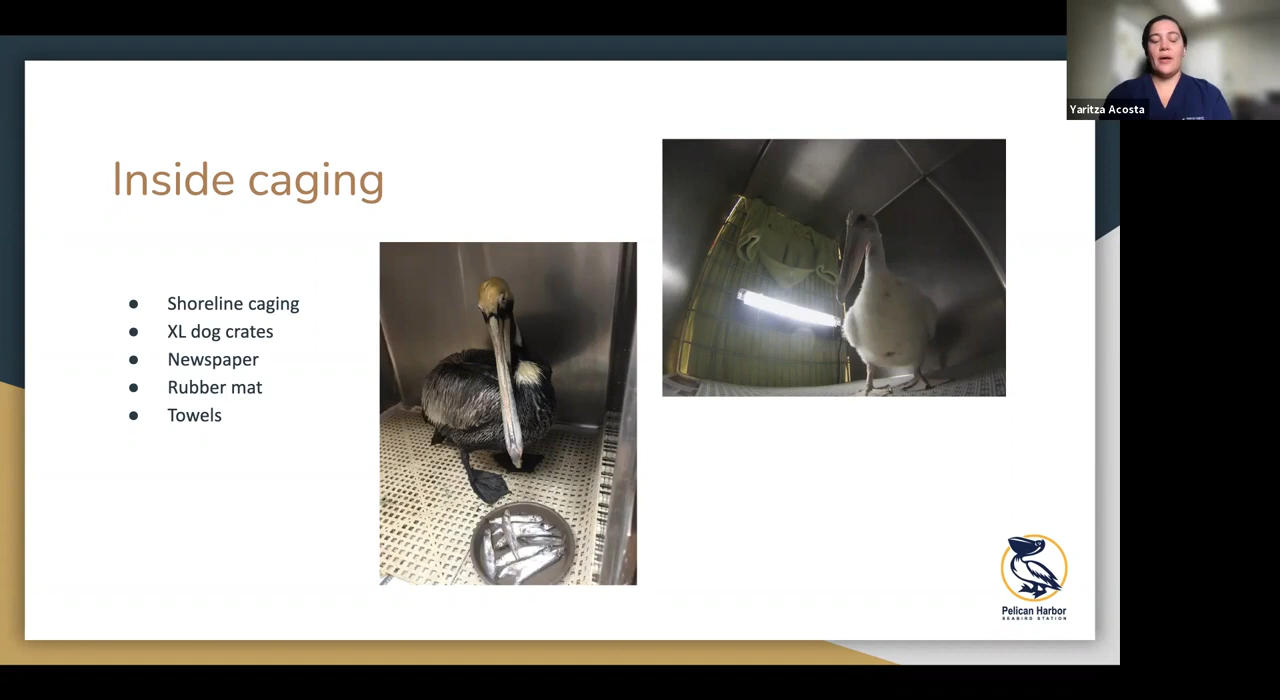 Yaritza Acosta
Inside caging
Shoreline caging
XL dog crates
Newspaper
Rubber mat
Towels
Pelican Harbor
SEABIRD STATION